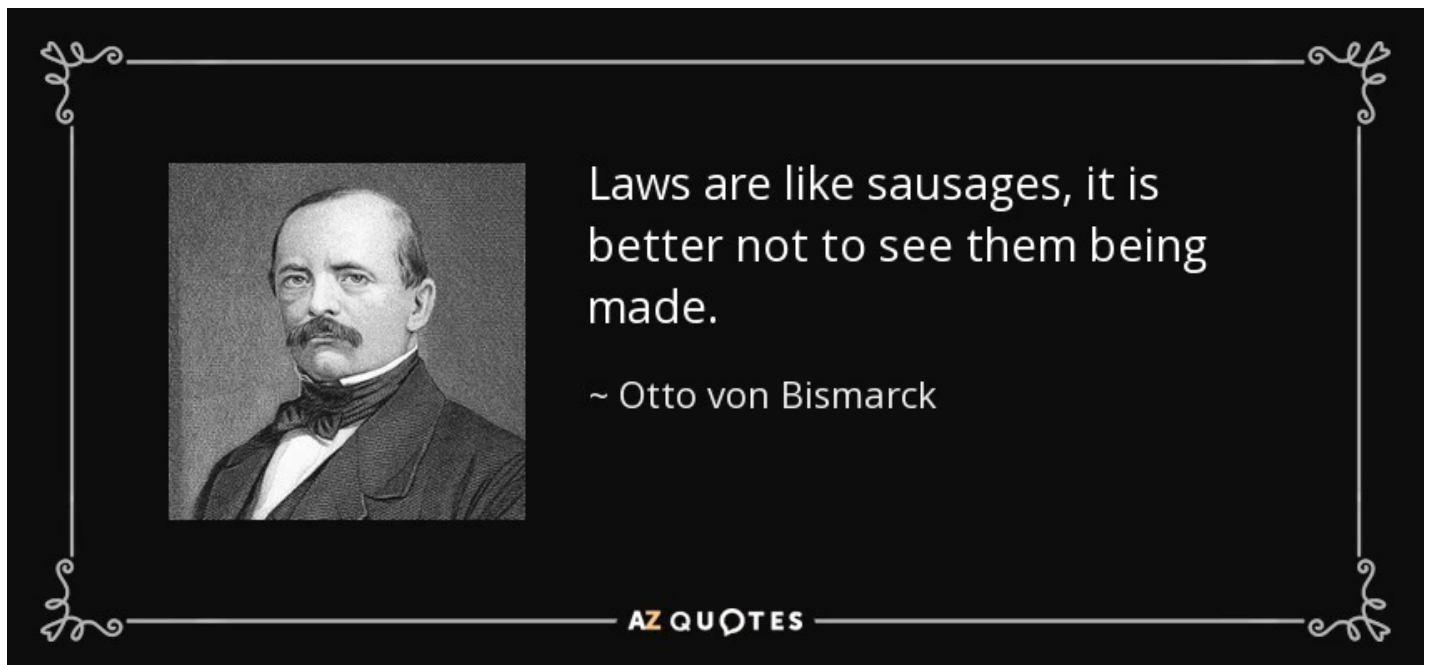 Laws are like sausages, it is
better not to see them being
made.
~ Otto von Bismarck
AZ QUOTES